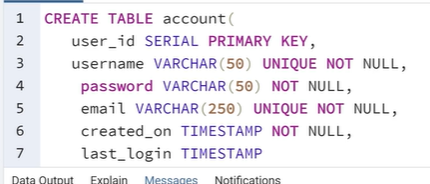 1 CREATE TABLE account(
2 user_id SERIAL PRIMARY KEY,
3 username VARCHAR(50) UNIQUE NOT NULL,
4 password VARCHAR(50) NOT NULL,
5 email VARCHAR(250) UNIQUE NOT NULL,
6 created_on TIMESTAMP NOT NULL,
7 last_login TIMESTAMP
Data Output Explain Messages Notifications